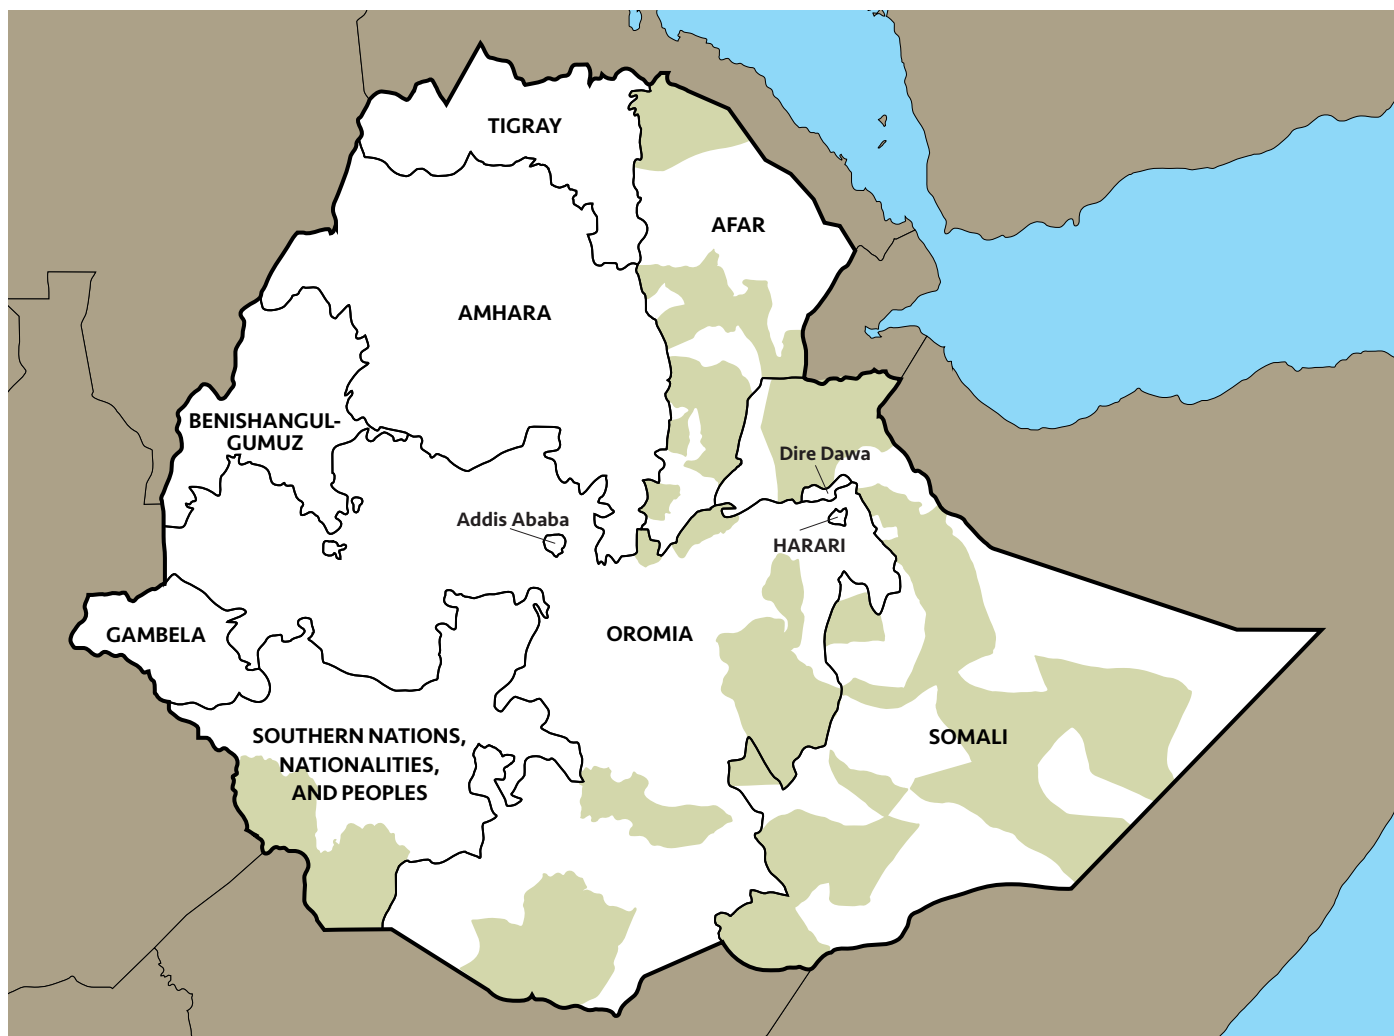 TIGRAY
AFAR
AMHARA
BENISHANGUL-
GUMUZ
Dire Dawa
Addis Ababa
HARARI
GAMBELA
OROMIA
SOUTHERN NATIONS,
NATIONALITIES,
AND PEOPLES
SOMALI